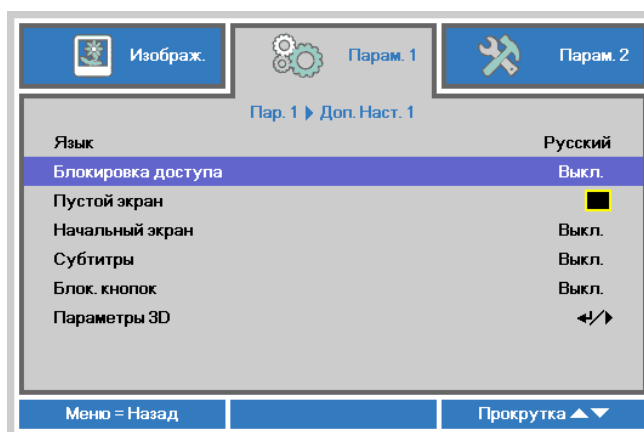 Изображ. Парам. 1 Парам. 2
Пар. 1 Доп. Наст. 1
Язык Русский
Блокировка доступа Выкл.
Пустой экран
Начальный экран Выкл.
Субтитры Выкл.
Блок. кнопок Выкл.
Параметры 3D
Меню = Назад Прокрутка